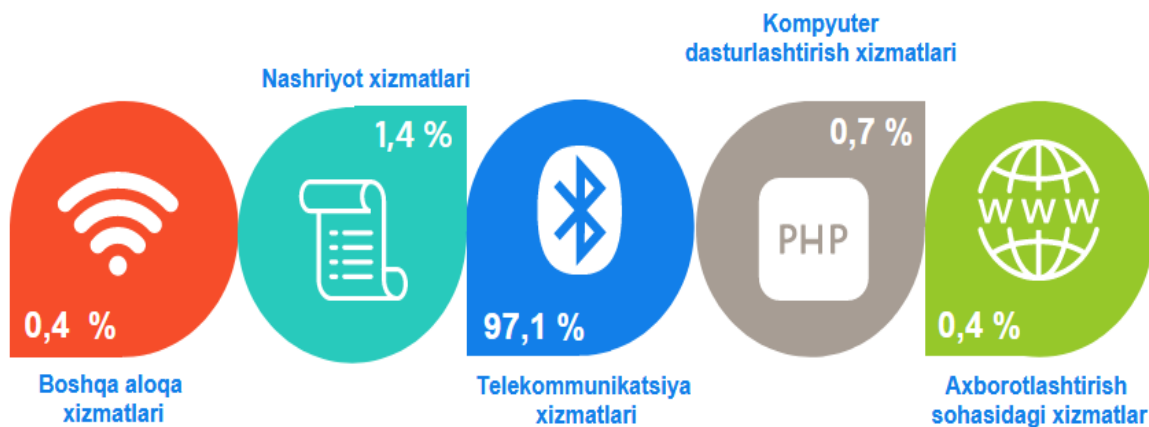 Kompyuter
dasturlashtirish xizmatlari
Nashriyot xizmatlari
1,4 %
0,7 %
W W W
PHP
0,4 %
97,1 %
0,4 %
Boshqa aloqa
xizmatlari
Telekommunikatsiya
xizmatlari
Axborotlashtirish
sohasidagi xizmatlar